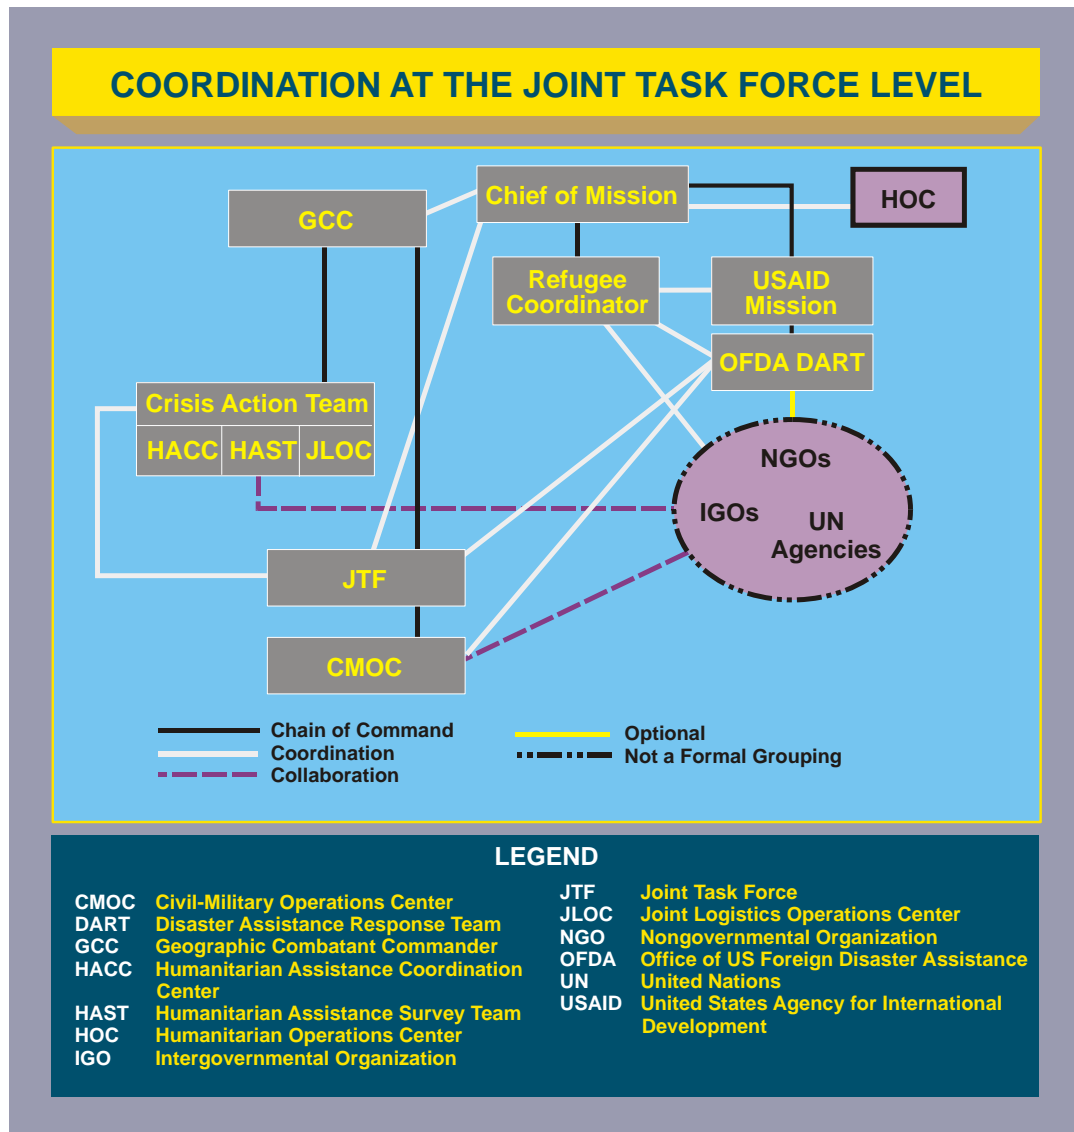 COORDINATION AT THE JOINT TASK FORCE LEVEL
GCC
Chief of Mission
HOC
Refugee
Coordinator
USAID
Mission
OFDA DART
Crisis Action Team
HACC
HAST
JLOC
NGOs
IGOs
UN
Agencies
JTF
CMOC
Chain of Command
Coordination
Collaboration
Optional
Not a Formal Grouping
LEGEND
CMOC Civil-Military Operations Center
DART Disaster Assistance Response Team
GCC Geographic Combatant Commander
HACC Humanitarian Assistance Coordination
Center
HAST Humanitarian Assistance Survey Team
HOC Humanitarian Operations Center
IGO Intergovernmental Organization
JTF Joint Task Force
JLOC Joint Logistics Operations Center
NGO Nongovernmental Organization
OFDA Office of US Foreign Disaster Assistance
UN United Nations
USAID United States Agency for International
Development